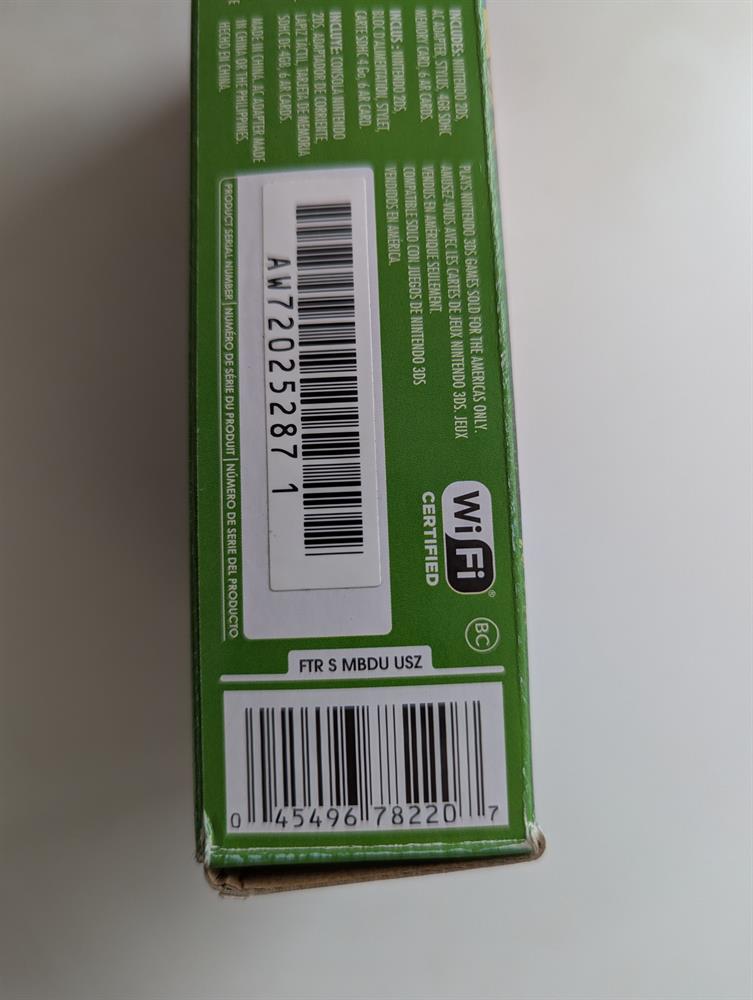 INCLUDES: NINTENDO 2DS,
AC ADAPTER, STYLUS, 4GB SDHC
MEMORY CARD, 6 AR CARDS.
INCLUS : NINTENDO 2DS,
BLOC D'ALIMENTATION, STYLET,
CARTE SDHC 4 Go, 6 AR CARD.
INCLUYE: CONSOLA NINTENDO
2DS, ADAPTADOR DE CORRIENTE,
LÁPIZ TÁCTIL, TARJETA DE MEMORIA
SDHC DE 4GB, 6 AR CARDS.
MADE IN CHINA, AC ADAPTER MADE
IN CHINA OR THE PHILIPPINES.
HECHO EN CHINA.
PLAYS NINTENDO 3DS GAMES SOLD FOR THE AMERICAS ONLY.
AMUSEZ-VOUS AVEC LES CARTES DE JEUX NINTENDO 3DS. JEUX
VENDUS EN AMÉRIQUE SEULEMENT.
COMPATIBLE SOLO CON JUEGOS DE NINTENDO 3DS
VENDIDOS EN AMÉRICA.
Wi Fi
®
CERTIFIED
BC
AW72025287 1
PRODUCT SERIAL NUMBER | NUMÉRO DE SÉRIE DU PRODUIT | NÚMERO DE SERIE DEL PRODUCTO
FTR S MBDU USZ
0 45496 78220 7